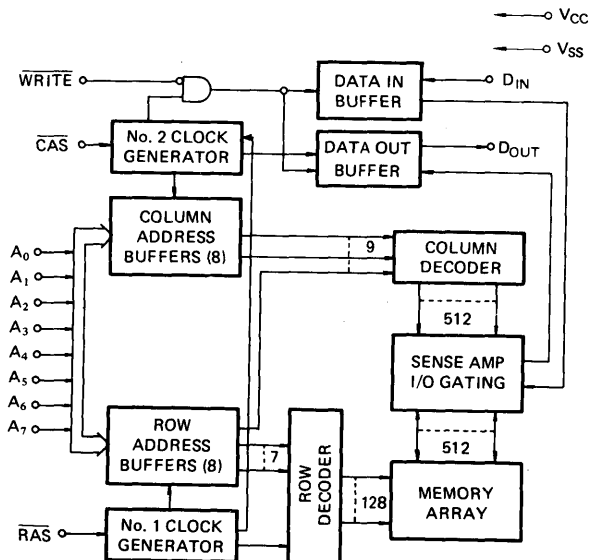 VCC
VSS
WRITE
DATA IN
BUFFER
DIN
CAS
No. 2 CLOCK
GENERATOR
DATA OUT
BUFFER
DOUT
COLUMN
ADDRESS
BUFFERS (8)
9
COLUMN
DECODER
A0
A1
A2
A3
A4
A5
A6
A7
512
SENSE AMP
I/O GATING
512
ROW
ADDRESS
BUFFERS (8)
7
ROW
DECODER
128
MEMORY
ARRAY
RAS
No. 1 CLOCK
GENERATOR